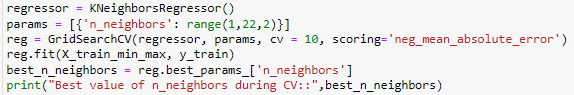 regressor = KNeighborsRegressor()
params = [{'n_neighbors': range(1,22,2)}]
reg = GridSearchCV(regressor, params, cv = 10, scoring='neg_mean_absolute_error')
reg.fit(X_train_min_max, y_train)
best_n_neighbors = reg.best_params_['n_neighbors']
print("Best value of n_neighbors during CV::",best_n_neighbors)